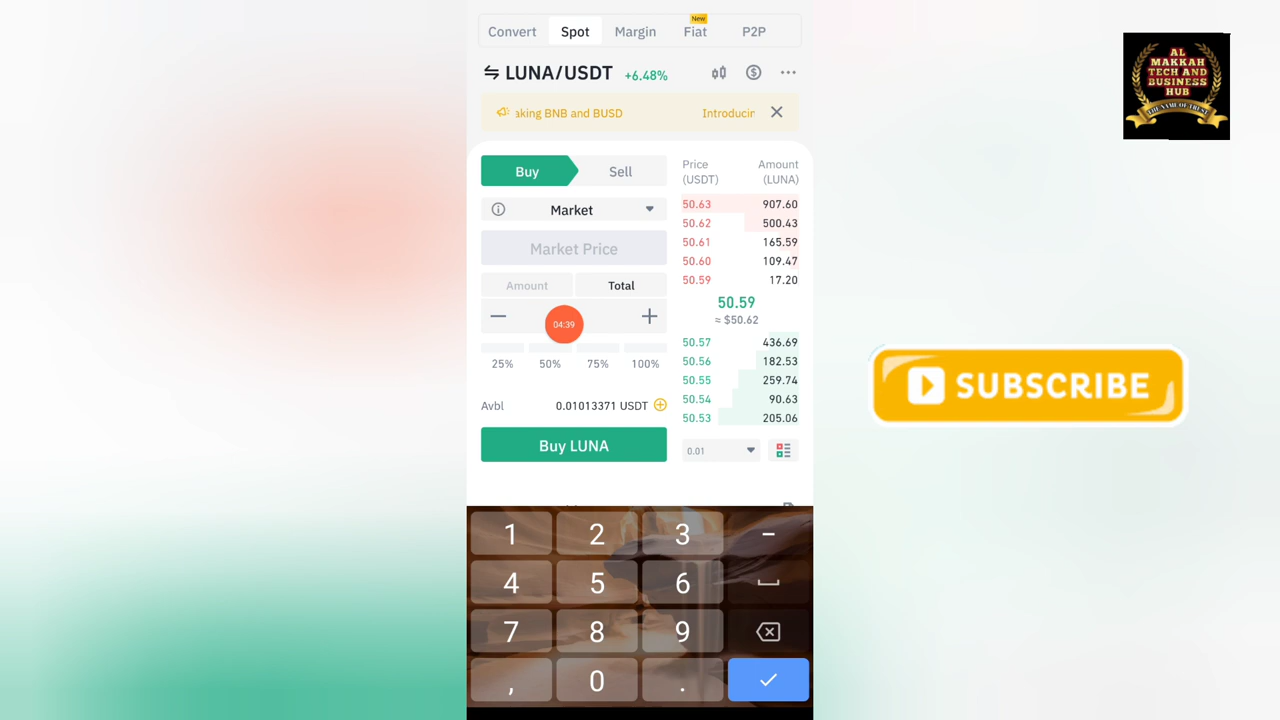 Convert Spot Margin New Fiat P2P
LUNA/USDT +6.48%
aking BNB and BUSD Introducin
Buy Sell
Market
Market Price
Amount Total
04:39
25% 50% 75% 100%
Avbl 0.01013371 USDT
Buy LUNA
Price (USDT) Amount (LUNA)
50.63 907.60
50.62 500.43
50.61 165.59
50.60 109.47
50.59 17.20
50.59
≈ $50.62
50.57 436.69
50.56 182.53
50.55 259.74
50.54 90.63
50.53 205.06
0.01
1 2 3 -
4 5 6
7 8 9
, 0 .
AL
MAKKAH
TECH AND
BUSINESS
HUB
THE NAME OF TRUST
SUBSCRIBE